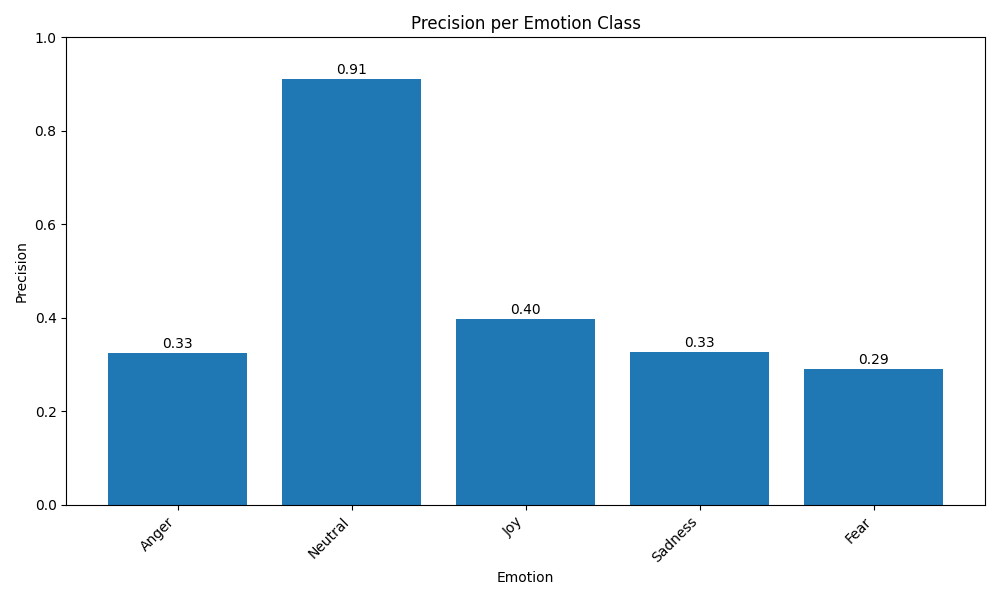 Precision per Emotion Class
1.0
0.8
0.6
0.4
0.2
0.0
Precision
0.33
0.91
0.40
0.33
0.29
Anger
Neutral
Joy
Sadness
Fear
Emotion